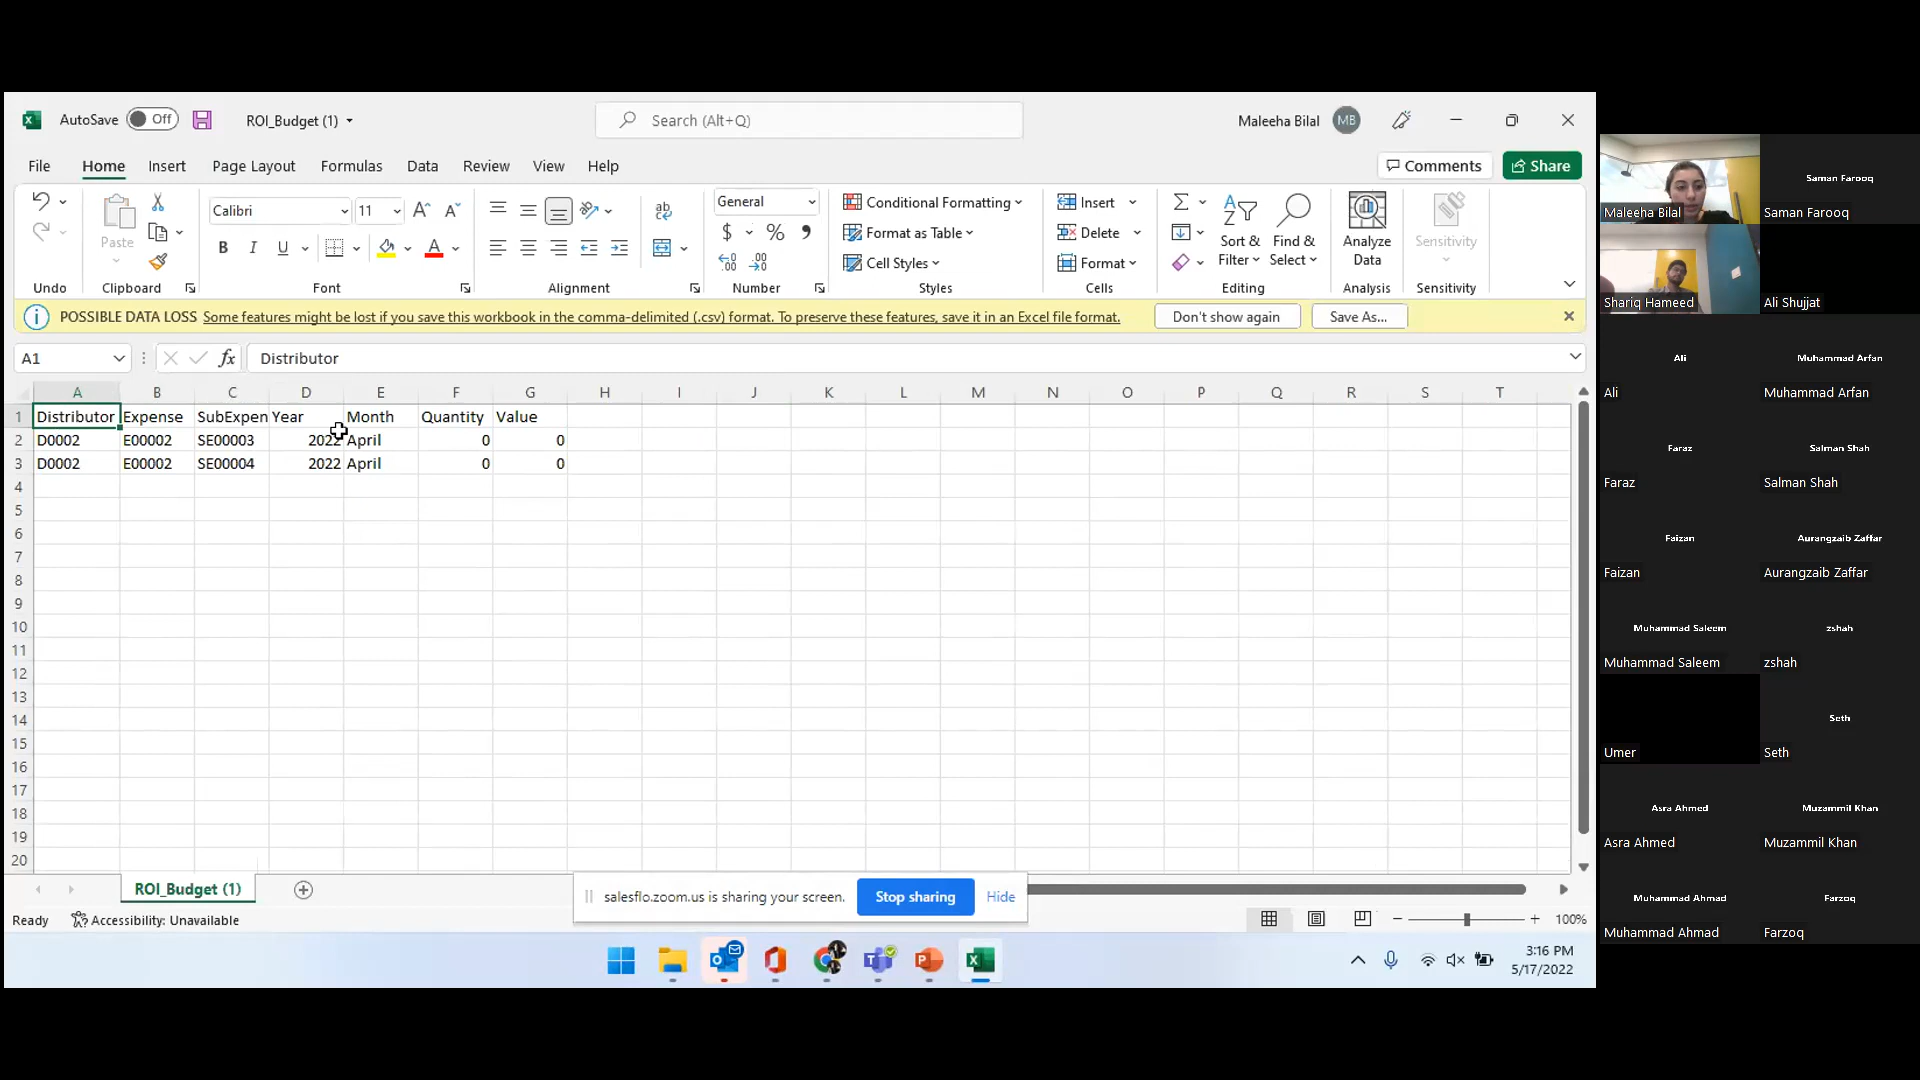 AutoSave Off ROI_Budget (1) Search (Alt+Q) Maleeha Bilal MB
File Home Insert Page Layout Formulas Data Review View Help Comments Share
Paste
Undo Clipboard
Calibri 11
B I U
Font
ab
Alignment
General
$ % ,
Number
Conditional Formatting
Format as Table
Cell Styles
Styles
Insert
Delete
Format
Cells
Sort &
Filter
Find &
Select
Editing
Analyze
Data
Analysis
Sensitivity
Sensitivity
POSSIBLE DATA LOSS Some features might be lost if you save this workbook in the comma-delimited (.csv) format. To preserve these features, save it in an Excel file format. Don't show again Save As...
A1 fx Distributor
A B C D E F G H I J K L M N O P Q R S T
1 Distributor Expense SubExpen Year Month Quantity Value
2 D0002 E00002 SE00003 2022 April 0 0
3 D0002 E00002 SE00004 2022 April 0 0
4
5
6
7
8
9
10
11
12
13
14
15
16
17
18
19
20
ROI_Budget (1)
salesflo.zoom.us is sharing your screen. Stop sharing Hide
Ready Accessibility: Unavailable 100%
3:16 PM
5/17/2022
Maleeha Bilal
Saman Farooq
Saman Farooq
Shariq Hameed
Ali Shujjat
Ali
Ali
Muhammad Arfan
Muhammad Arfan
Faraz
Faraz
Salman Shah
Salman Shah
Faizan
Faizan
Aurangzaib Zaffar
Aurangzaib Zaffar
Muhammad Saleem
Muhammad Saleem
zshah
zshah
Umer
Seth
Seth
Asra Ahmed
Asra Ahmed
Muzammil Khan
Muzammil Khan
Muhammad Ahmad
Muhammad Ahmad
Farzoq
Farzoq